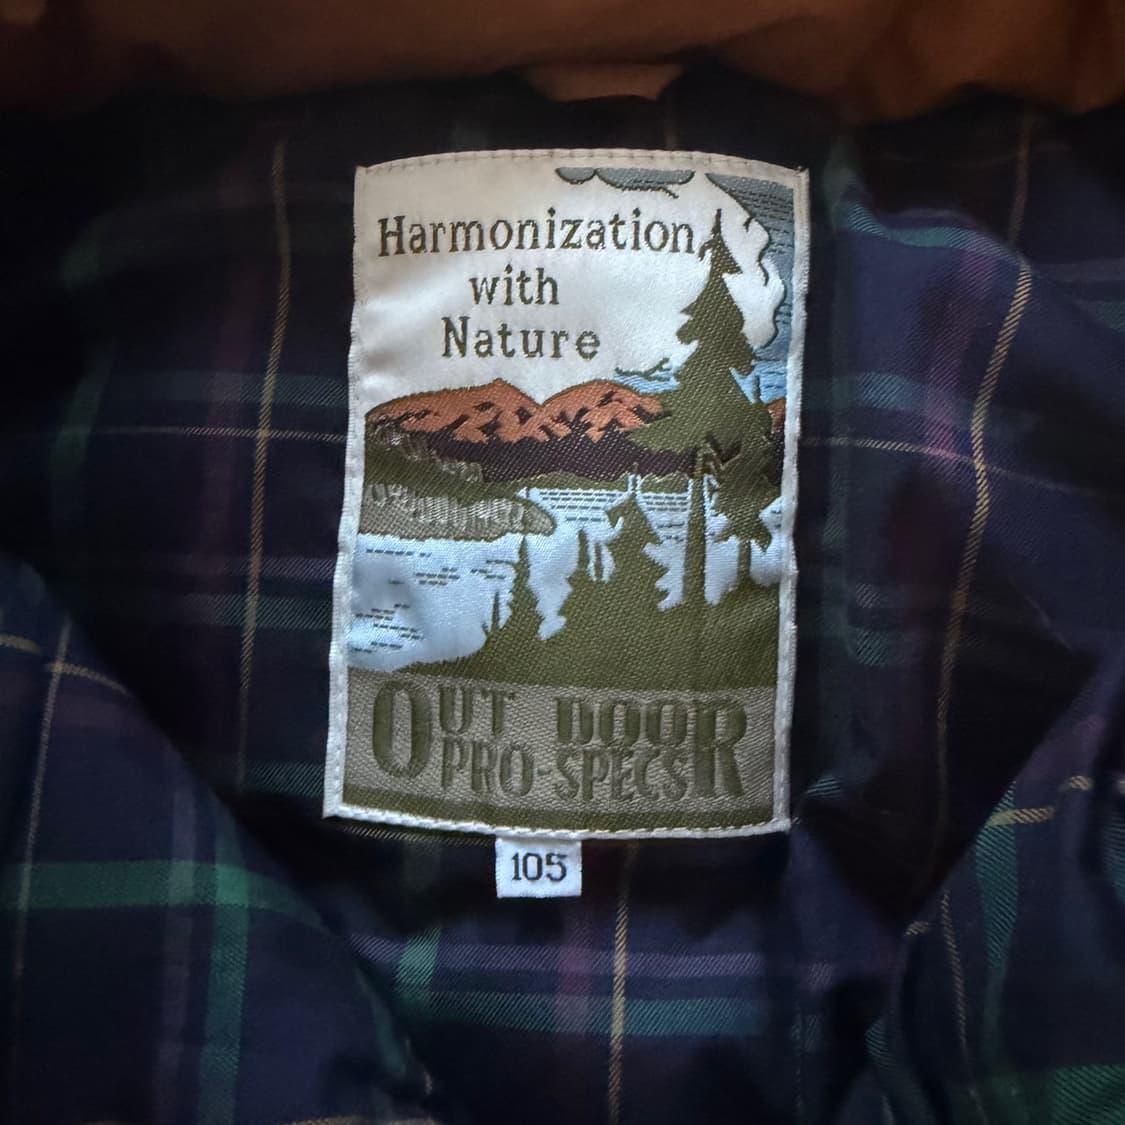 Harmonization
with
Nature
OUT DOOR
PRO-SPECS
105